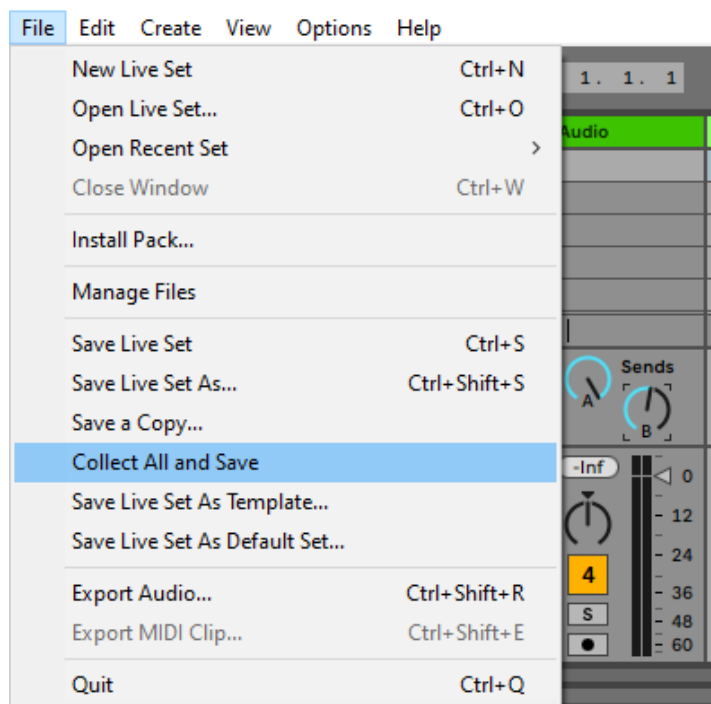 File Edit Create View Options Help
New Live Set Ctrl+N
Open Live Set... Ctrl+O
Open Recent Set
Close Window Ctrl+W
Install Pack...
Manage Files
Save Live Set Ctrl+S
Save Live Set As... Ctrl+Shift+S
Save a Copy...
Collect All and Save
Save Live Set As Template...
Save Live Set As Default Set...
Export Audio... Ctrl+Shift+R
Export MIDI Clip... Ctrl+Shift+E
Quit Ctrl+Q
1. 1. 1
Audio
Sends
A
B
-Inf
0
12
24
36
48
60
4
S